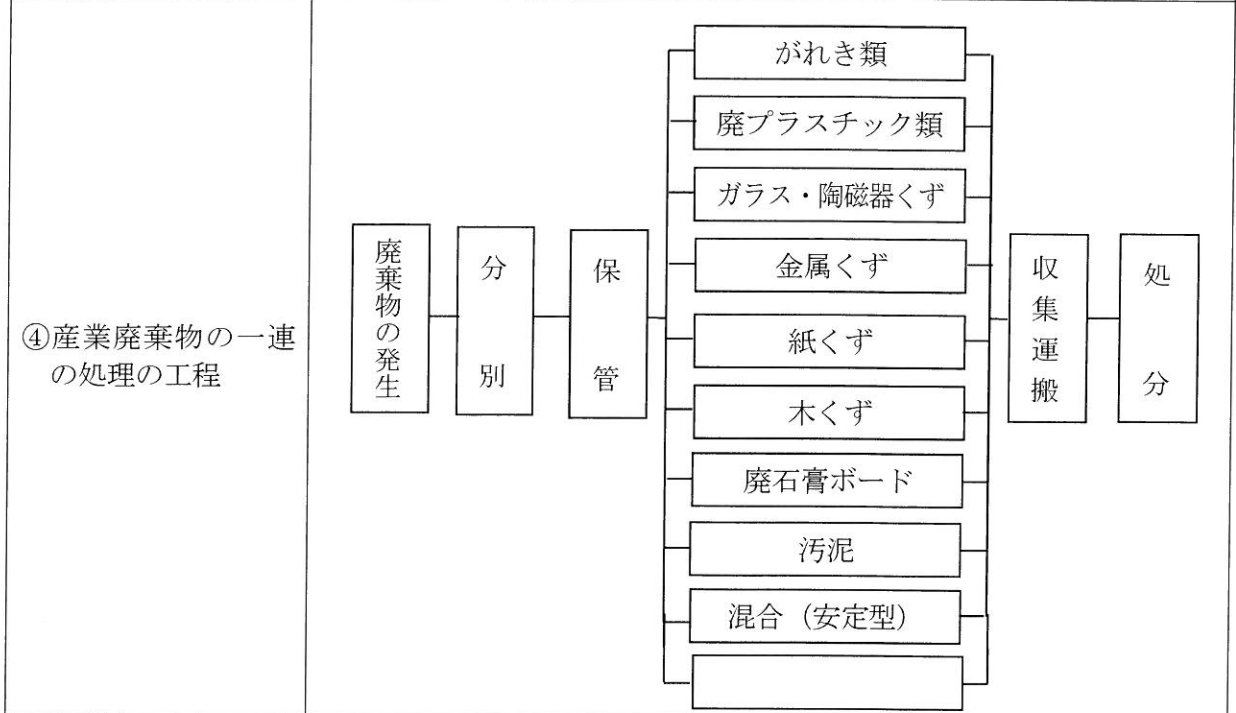 ④産業廃棄物の一連
の処理の工程
廃棄物の発生
分別
保管
がれき類
廃プラスチック類
ガラス・陶磁器くず
金属くず
紙くず
木くず
廃石膏ボード
汚泥
混合（安定型）
収集運搬
処分